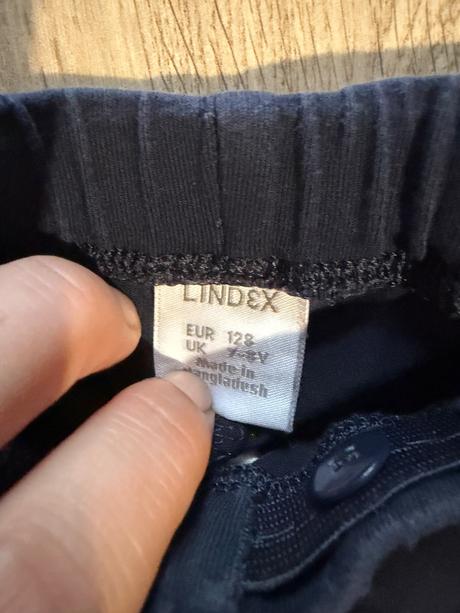 LINDEX
EUR 128
UK 7-8Y
Made in
Bangladesh